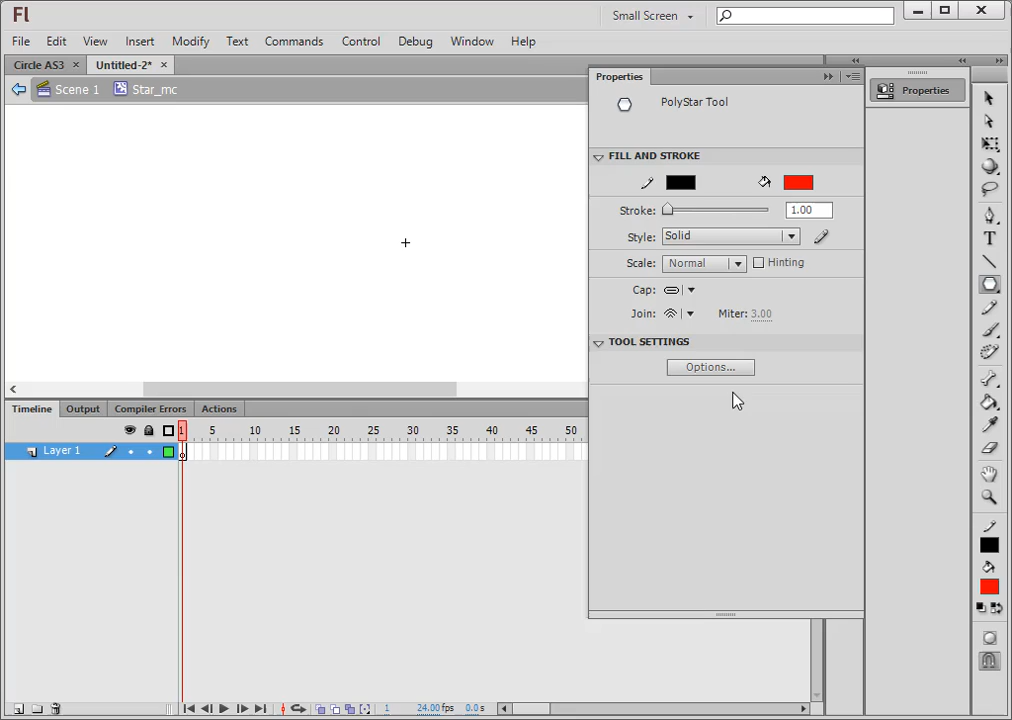 Fl
Small Screen
File Edit View Insert Modify Text Commands Control Debug Window Help
Circle AS3 × Untitled-2* ×
Scene 1 Star_mc
Properties
PolyStar Tool
Properties
FILL AND STROKE
Stroke: 1.00
Style: Solid
Scale: Normal Hinting
Cap:
Join: Miter: 3.00
TOOL SETTINGS
Options...
Timeline Output Compiler Errors Actions
1 5 10 15 20 25 30 35 40 45 50
Layer 1
1 24.00 fps 0.0 s